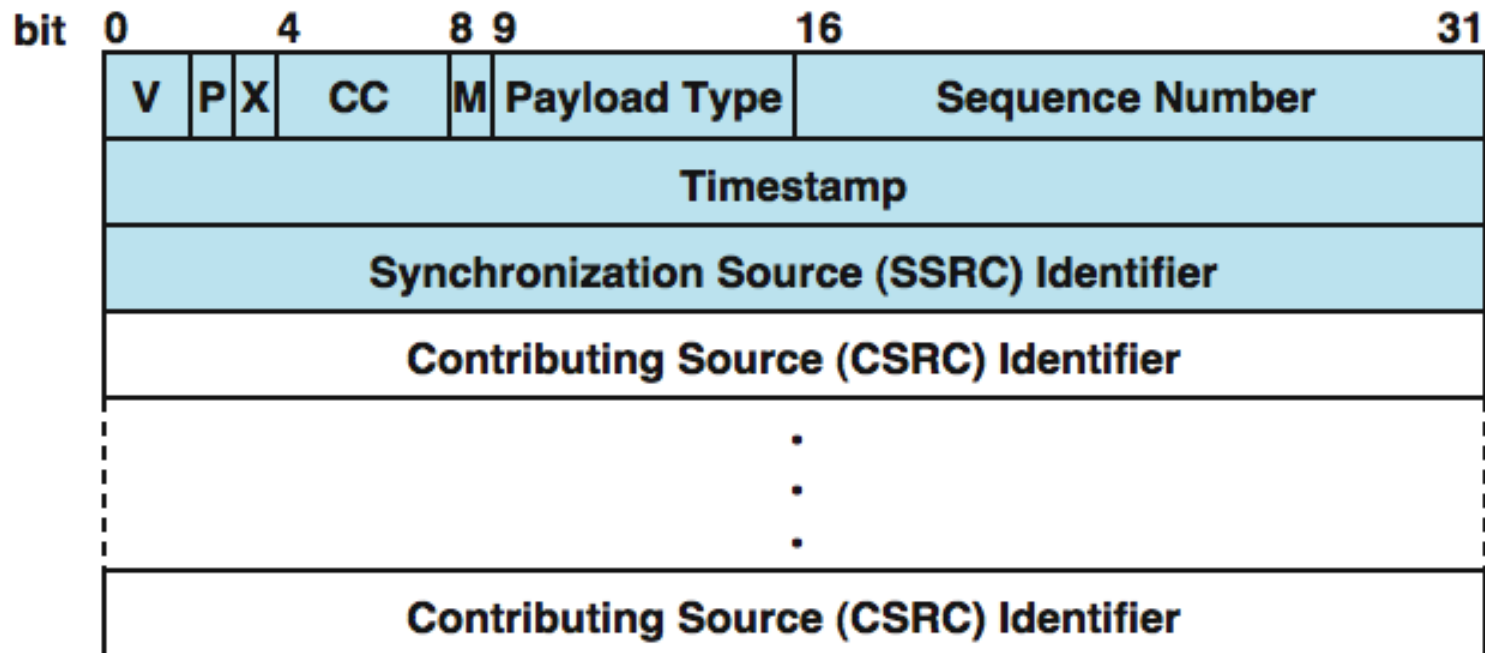 bit 0 4 8 9 16 31
V P X CC M Payload Type Sequence Number
Timestamp
Synchronization Source (SSRC) Identifier
Contributing Source (CSRC) Identifier
Contributing Source (CSRC) Identifier